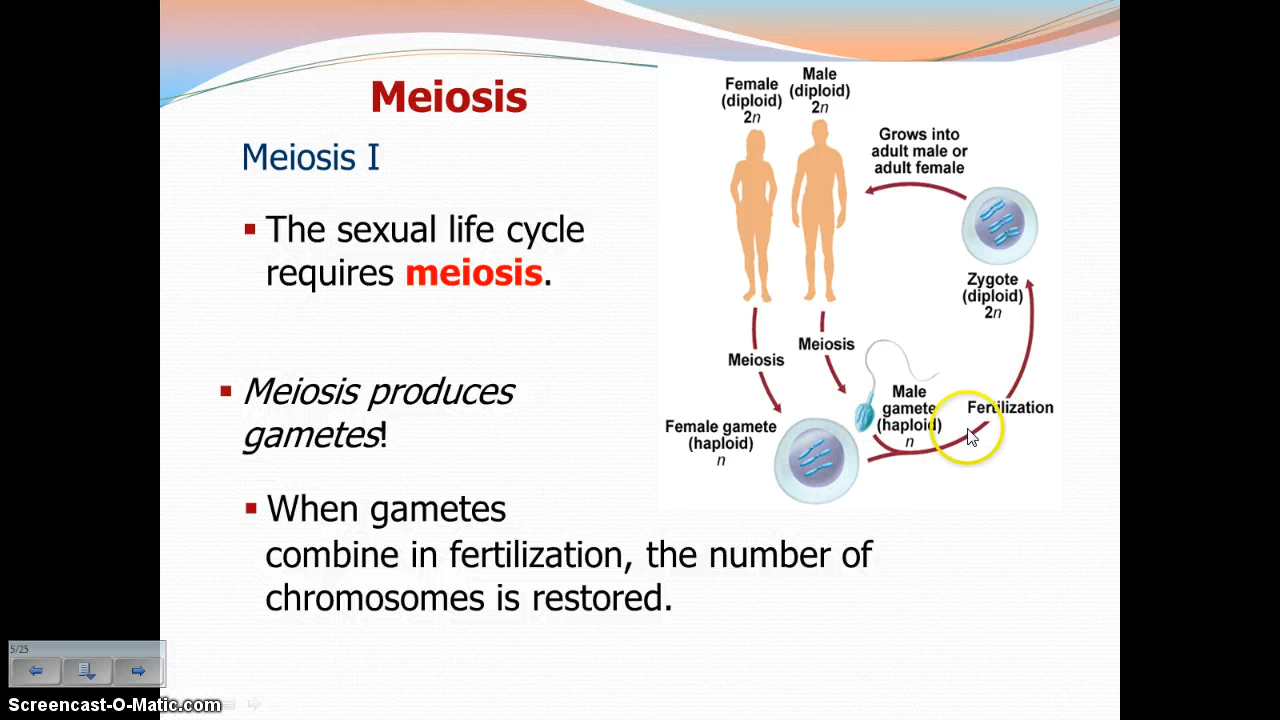 Meiosis
Meiosis I
The sexual life cycle
requires meiosis.
Meiosis produces
gametes!
When gametes
combine in fertilization, the number of
chromosomes is restored.
Female
(diploid)
2n
Male
(diploid)
2n
Grows into
adult male or
adult female
Zygote
(diploid)
2n
Meiosis
Meiosis
Male
gamete
(haploid)
n
Fertilization
Female gamete
(haploid)
n
5/25
Screencast-O-Matic.com